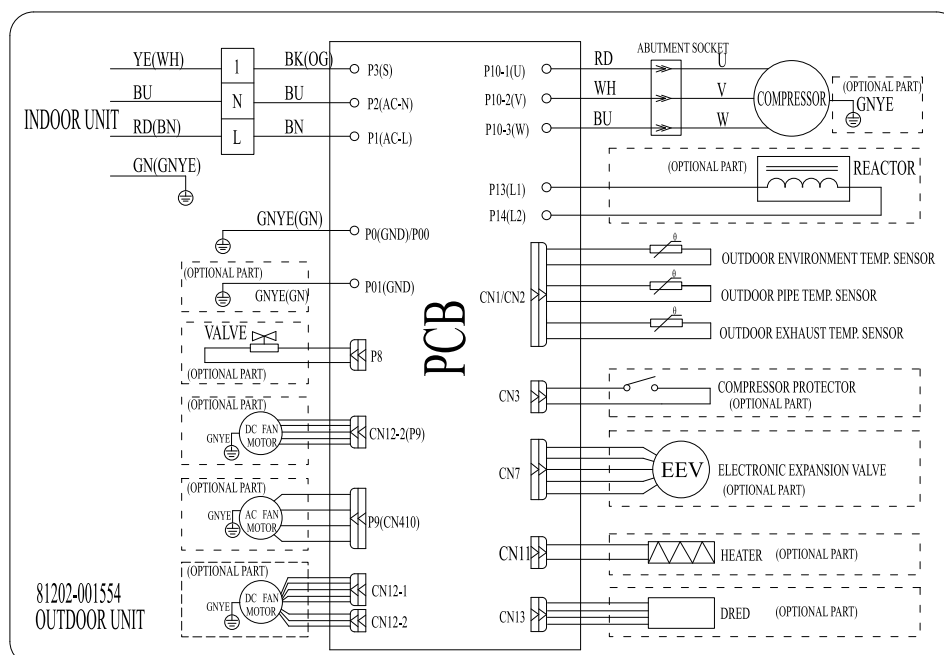 YE(WH) 1 BK(OG) P3(S)
BU N BU P2(AC-N)
INDOOR UNIT
RD(BN) L BN P1(AC-L)
GN(GNYE)
GNYE(GN) P0(GND)/P00
(OPTIONAL PART)
GNYE(GN) P01(GND)
VALVE
P8
(OPTIONAL PART)
(OPTIONAL PART)
DC FAN
MOTOR
GNYE
CN12-2(P9)
(OPTIONAL PART)
AC FAN
MOTOR
GNYE
P9(CN410)
(OPTIONAL PART)
DC FAN
MOTOR
GNYE
CN12-1
CN12-2
81202-001554
OUTDOOR UNIT
PCB
ABUTMENT SOCKET
P10-1(U) RD U
P10-2(V) WH V
P10-3(W) BU W
COMPRESSOR
(OPTIONAL PART)
GNYE
(OPTIONAL PART) REACTOR
P13(L1)
P14(L2)
CN1/CN2
θ
OUTDOOR ENVIRONMENT TEMP. SENSOR
θ
OUTDOOR PIPE TEMP. SENSOR
θ
OUTDOOR EXHAUST TEMP. SENSOR
CN3
COMPRESSOR PROTECTOR
(OPTIONAL PART)
CN7
EEV
ELECTRONIC EXPANSION VALVE
(OPTIONAL PART)
CN11 HEATER (OPTIONAL PART)
CN13 DRED (OPTIONAL PART)